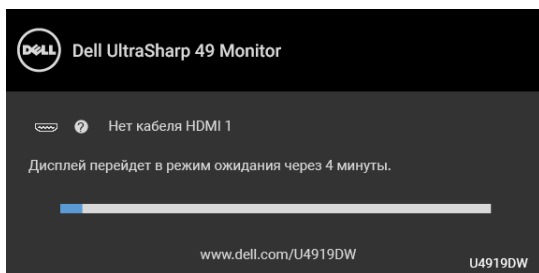 DELL Dell UltraSharp 49 Monitor
? Нет кабеля HDMI 1
Дисплей перейдет в режим ожидания через 4 минуты.
www.dell.com/U4919DW
U4919DW